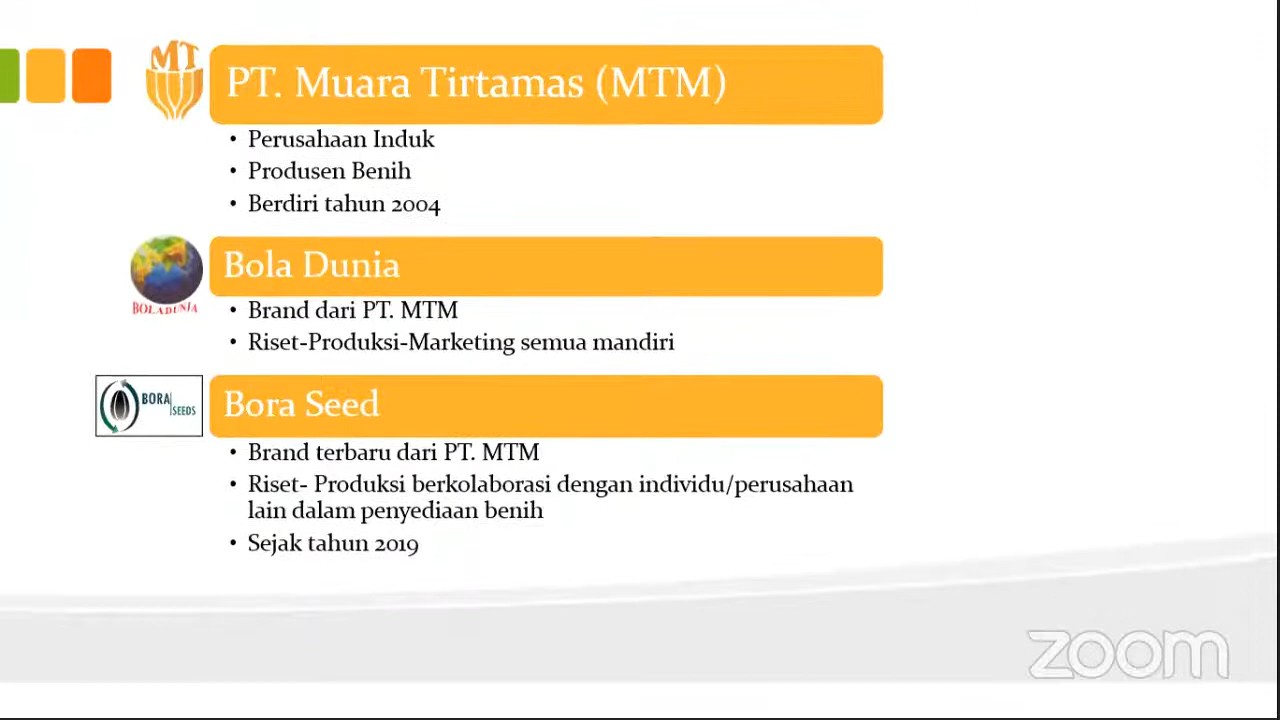 MT
PT. Muara Tirtamas (MTM)
• Perusahaan Induk
• Produsen Benih
• Berdiri tahun 2004
BOLA DUNIA
Bola Dunia
• Brand dari PT. MTM
• Riset-Produksi-Marketing semua mandiri
BORA SEEDS
Bora Seed
• Brand terbaru dari PT. MTM
• Riset- Produksi berkolaborasi dengan individu/perusahaan
lain dalam penyediaan benih
• Sejak tahun 2019
zoom